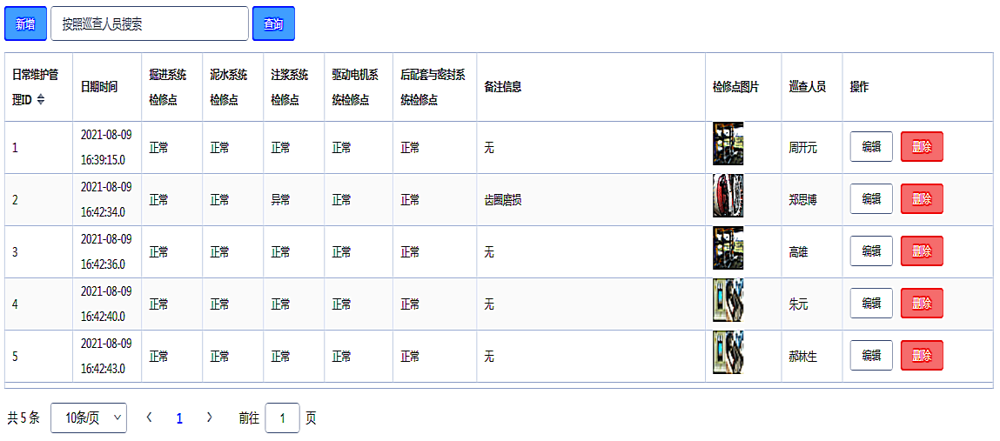 新增 按照巡查人员搜索 查询
日常维护管理ID 日期时间 掘进系统检修点 泥水系统检修点 注浆系统检修点 驱动电机系统检修点 后配套与密封系统检修点 备注信息 检修点图片 巡查人员 操作
1 2021-08-09 16:39:15.0 正常 正常 正常 正常 正常 无 周开元 编辑 删除
2 2021-08-09 16:42:34.0 正常 正常 异常 正常 正常 齿圈磨损 郑思博 编辑 删除
3 2021-08-09 16:42:36.0 正常 正常 正常 正常 正常 无 高雄 编辑 删除
4 2021-08-09 16:42:40.0 正常 正常 正常 正常 正常 无 朱元 编辑 删除
5 2021-08-09 16:42:43.0 正常 正常 正常 正常 正常 无 郝林生 编辑 删除
共 5 条 10条/页 1 前往 1 页